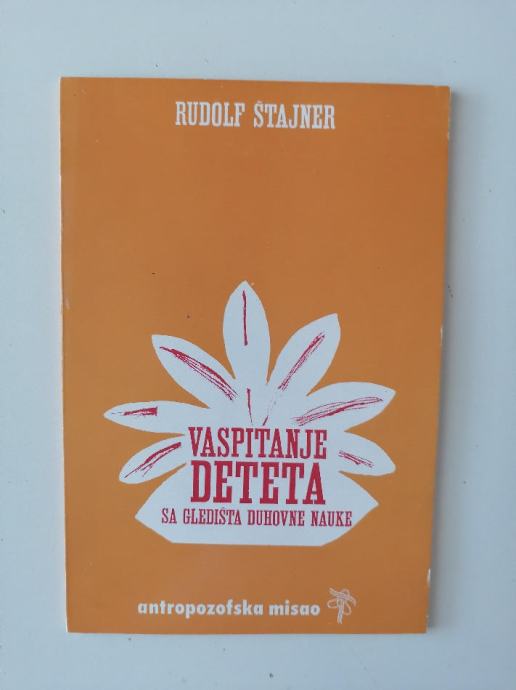 RUDOLF ŠTAJNER
VASPITANJE
DETETA
SA GLEDIŠTA DUHOVNE NAUKE
antropozofska misao